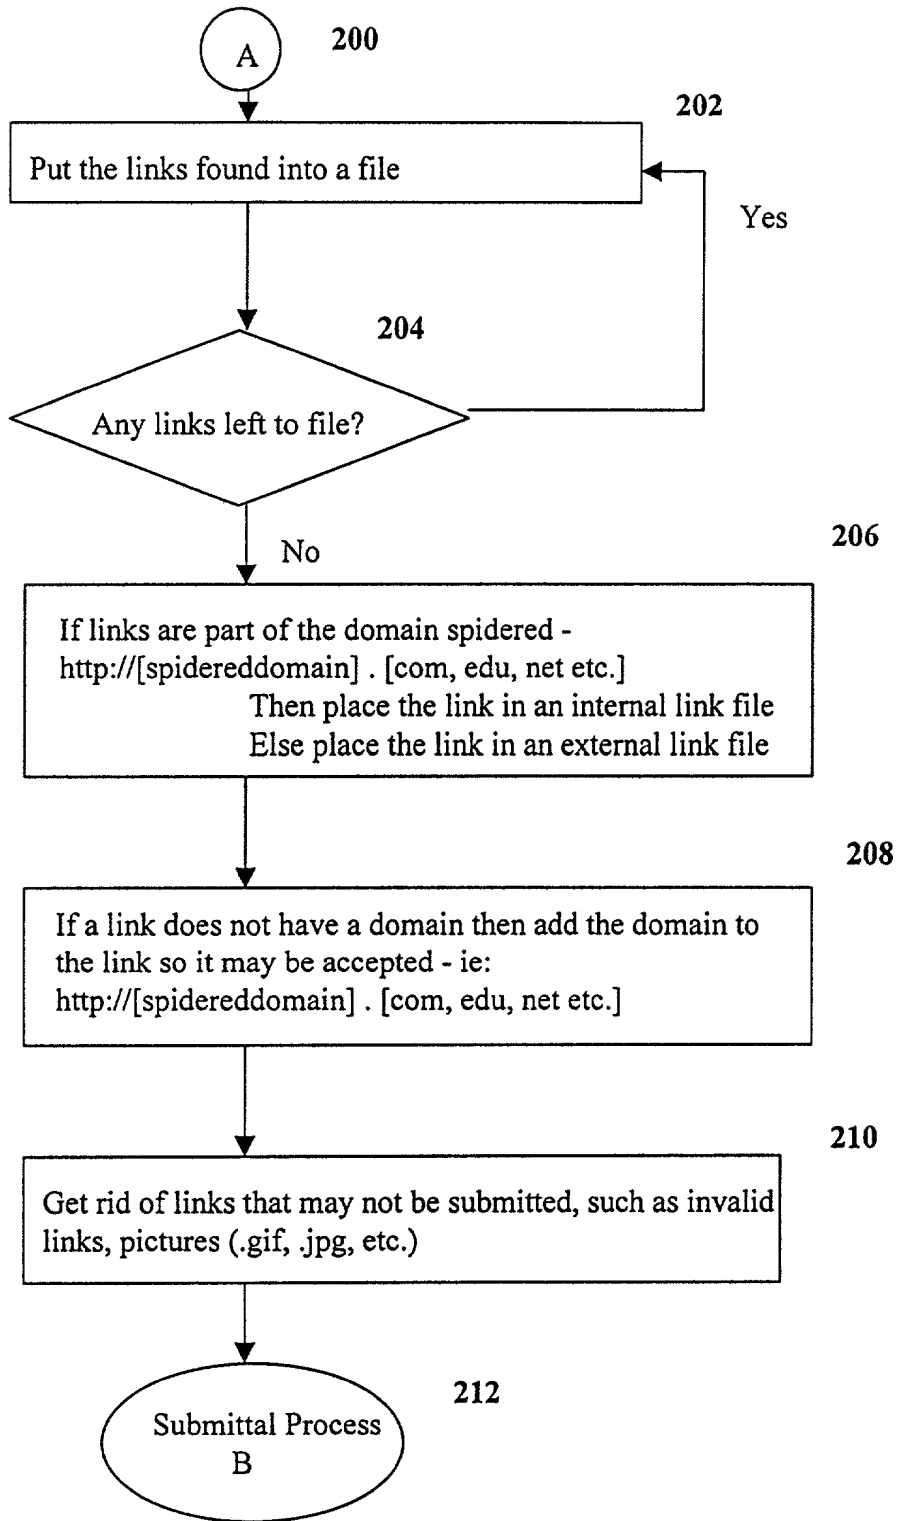 200
A
202
Put the links found into a file
Yes
204
Any links left to file?
No
206
If links are part of the domain spidered -
http://[spidereddomain] . [com, edu, net etc.]
Then place the link in an internal link file
Else place the link in an external link file
208
If a link does not have a domain then add the domain to
the link so it may be accepted - ie:
http://[spidereddomain] . [com, edu, net etc.]
210
Get rid of links that may not be submitted, such as invalid
links, pictures (.gif, .jpg, etc.)
212
Submittal Process
B